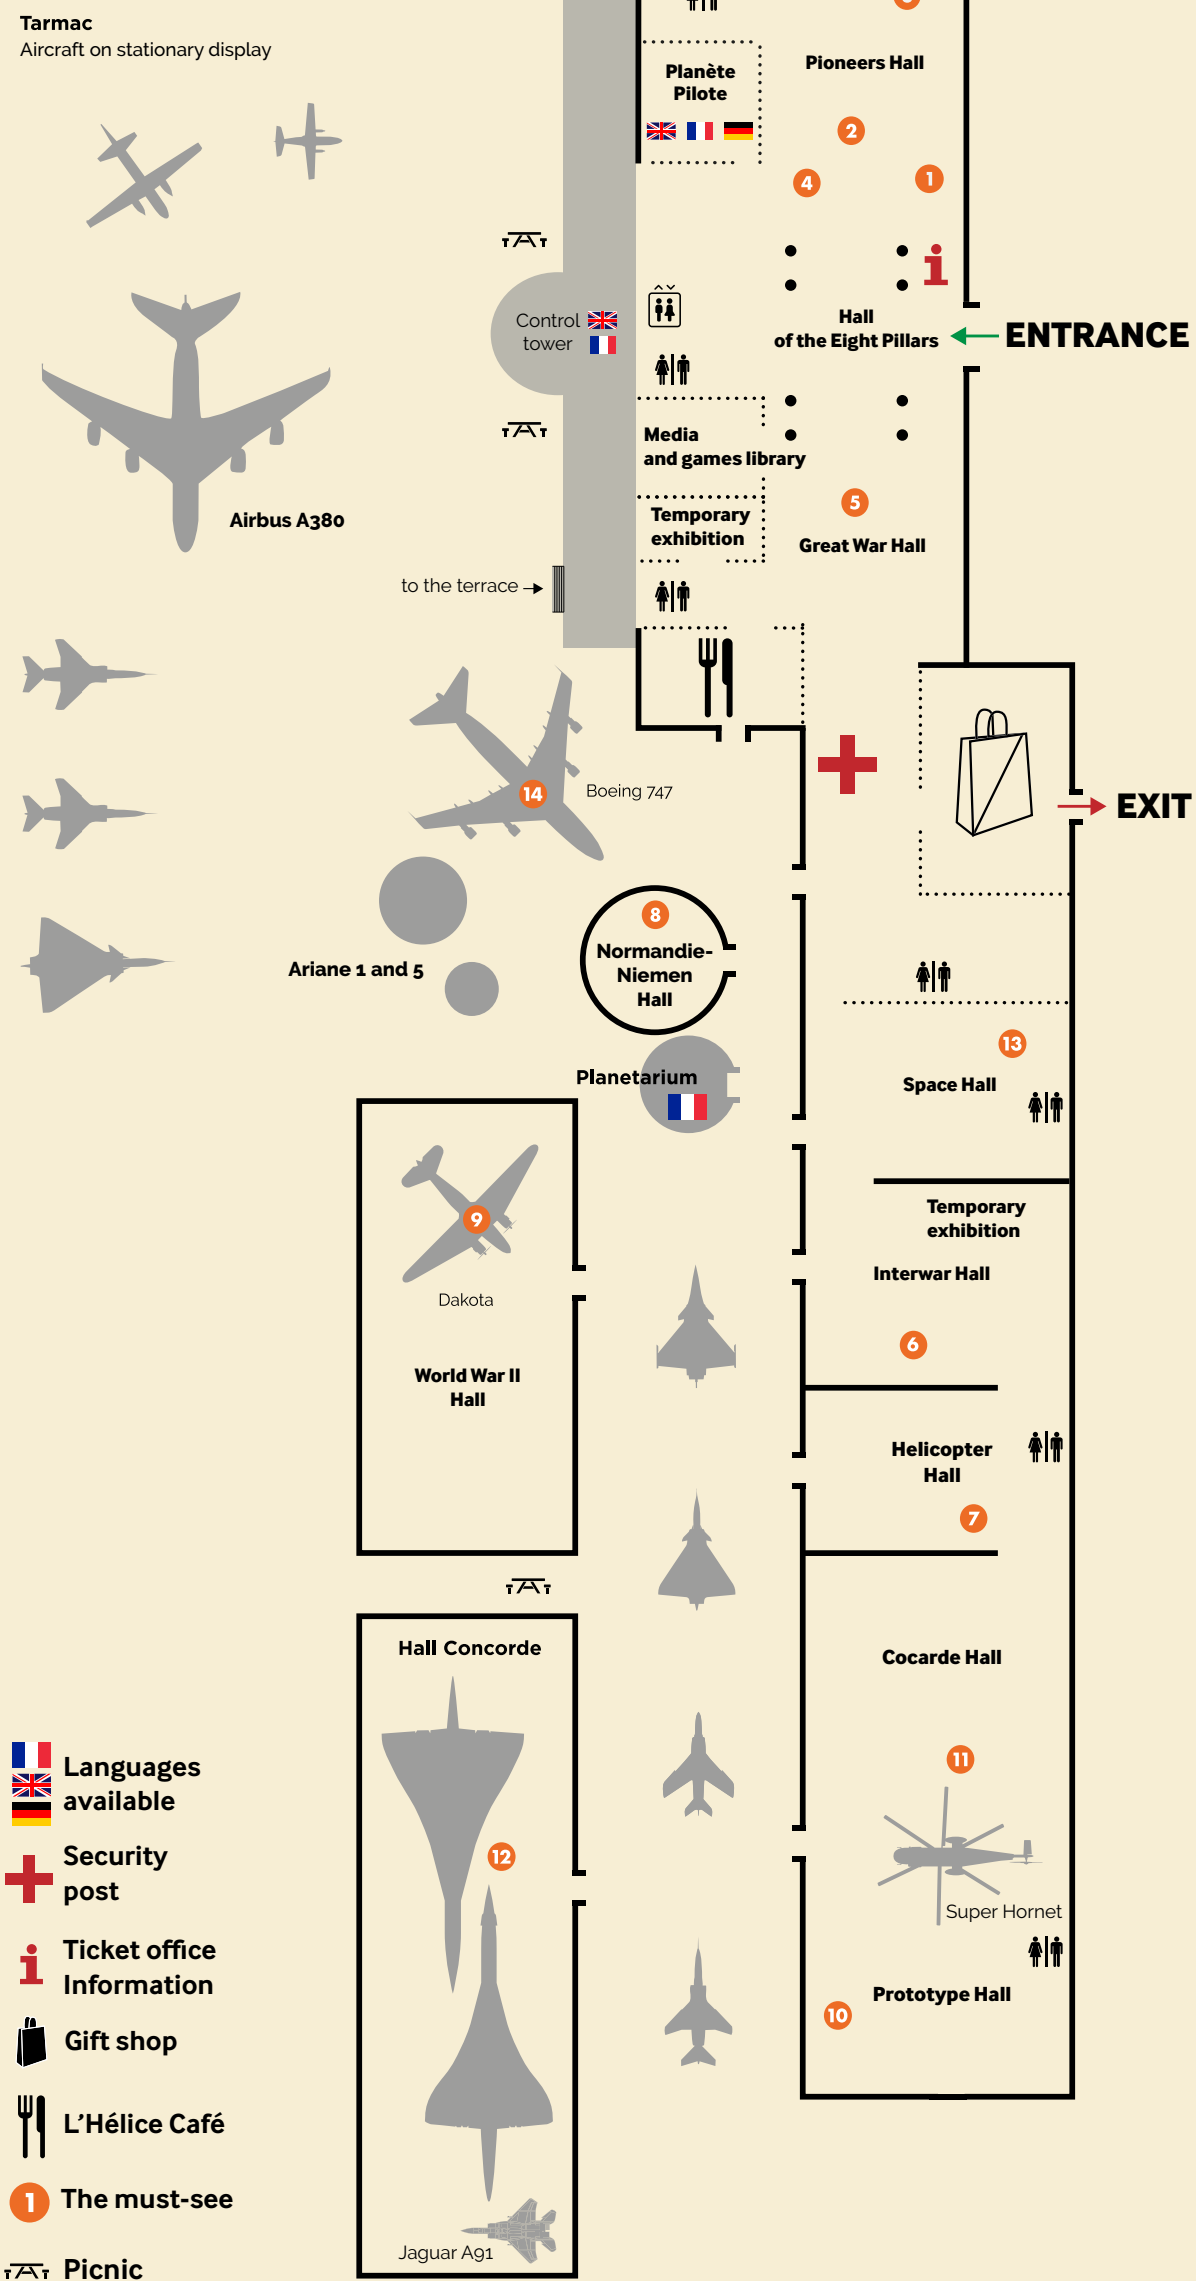 Tarmac
Aircraft on stationary display
Pioneers Hall
Planète
Pilote
2
4
1
i
Control
tower
Hall
of the Eight Pillars
ENTRANCE
Media
and games library
5
Temporary
exhibition
Great War Hall
Airbus A380
to the terrace
14
Boeing 747
EXIT
8
Normandie-
Niemen
Hall
Ariane 1 and 5
13
Planetarium
Space Hall
9
Dakota
World War II
Hall
Temporary
exhibition
Interwar Hall
6
Helicopter
Hall
7
Hall Concorde
Cocarde Hall
11
12
Super Hornet
Prototype Hall
10
Jaguar A91
Languages
available
Security
post
i
Ticket office
Information
Gift shop
L'Hélice Café
1
The must-see
Picnic